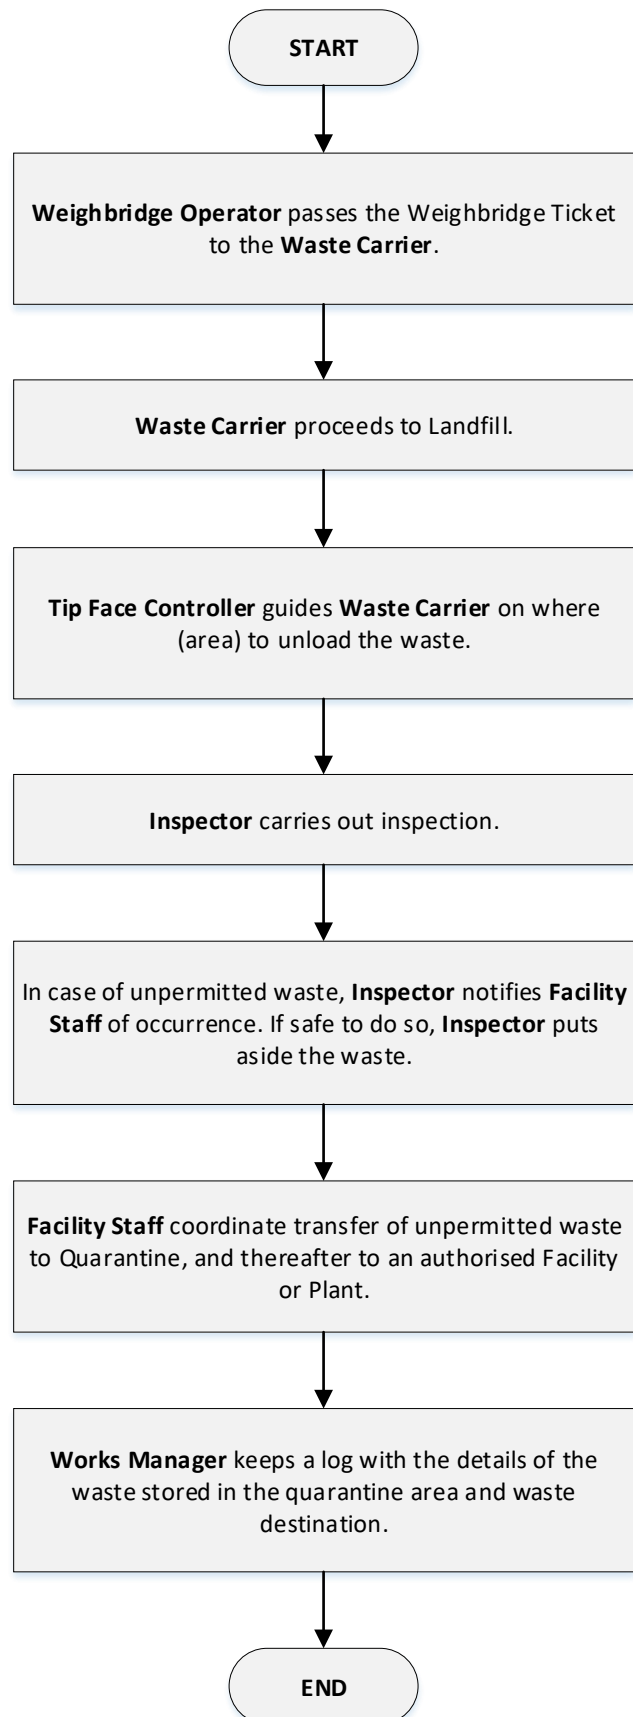 START
Weighbridge Operator passes the Weighbridge Ticket
to the Waste Carrier.
Waste Carrier proceeds to Landfill.
Tip Face Controller guides Waste Carrier on where
(area) to unload the waste.
Inspector carries out inspection.
In case of unpermitted waste, Inspector notifies Facility
Staff of occurrence. If safe to do so, Inspector puts
aside the waste.
Facility Staff coordinate transfer of unpermitted waste
to Quarantine, and thereafter to an authorised Facility
or Plant.
Works Manager keeps a log with the details of the
waste stored in the quarantine area and waste
destination.
END